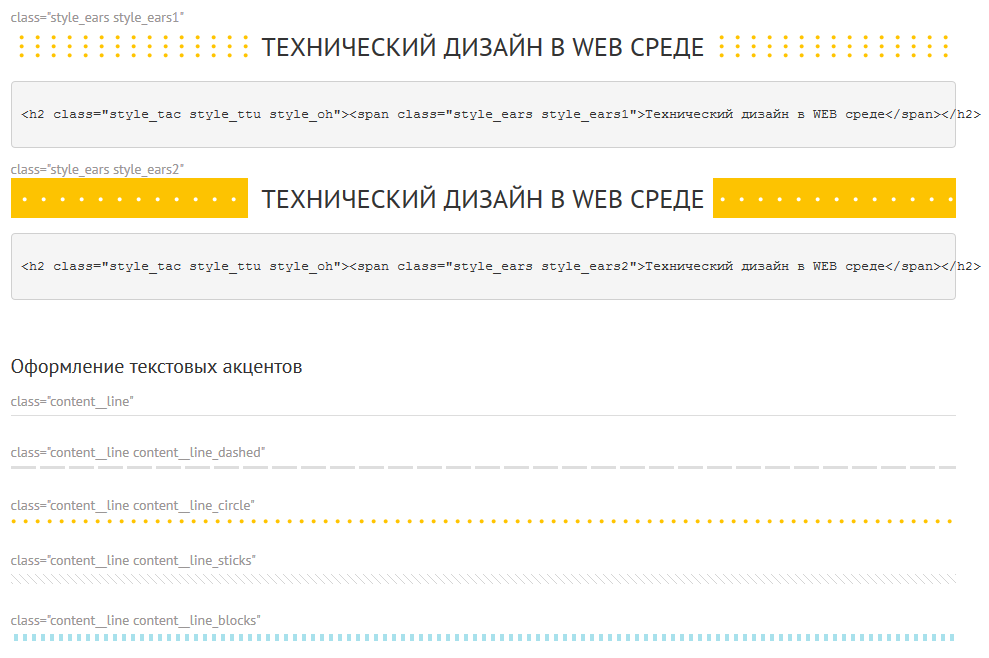 class="style_ears style_ears1"
ТЕХНИЧЕСКИЙ ДИЗАЙН В WEB СРЕДЕ
<h2 class="style_tac style_ttu style_oh"><span class="style_ears style_ears1">Технический дизайн в WEB среде</span></h2>
class="style_ears style_ears2"
ТЕХНИЧЕСКИЙ ДИЗАЙН В WEB СРЕДЕ
<h2 class="style_tac style_ttu style_oh"><span class="style_ears style_ears2">Технический дизайн в WEB среде</span></h2>
Оформление текстовых акцентов
class="content__line"
class="content__line content__line_dashed"
class="content__line content__line_circle"
class="content__line content__line_sticks"
class="content__line content__line_blocks"